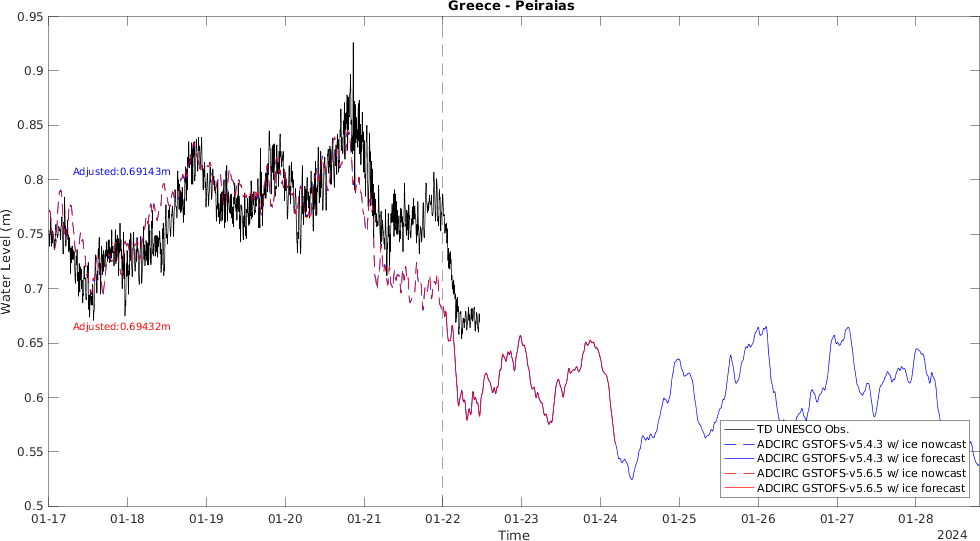 Greece - Peiraias
0.95
0.9
0.85
0.8
0.75
0.7
0.65
0.6
0.55
0.5
Water Level (m)
Adjusted:0.69143m
Adjusted:0.69432m
TD UNESCO Obs.
ADCIRC GSTOFS-v5.4.3 w/ ice nowcast
ADCIRC GSTOFS-v5.4.3 w/ ice forecast
ADCIRC GSTOFS-v5.6.5 w/ ice nowcast
ADCIRC GSTOFS-v5.6.5 w/ ice forecast
01-17 01-18 01-19 01-20 01-21 01-22 01-23 01-24 01-25 01-26 01-27 01-28
Time
2024